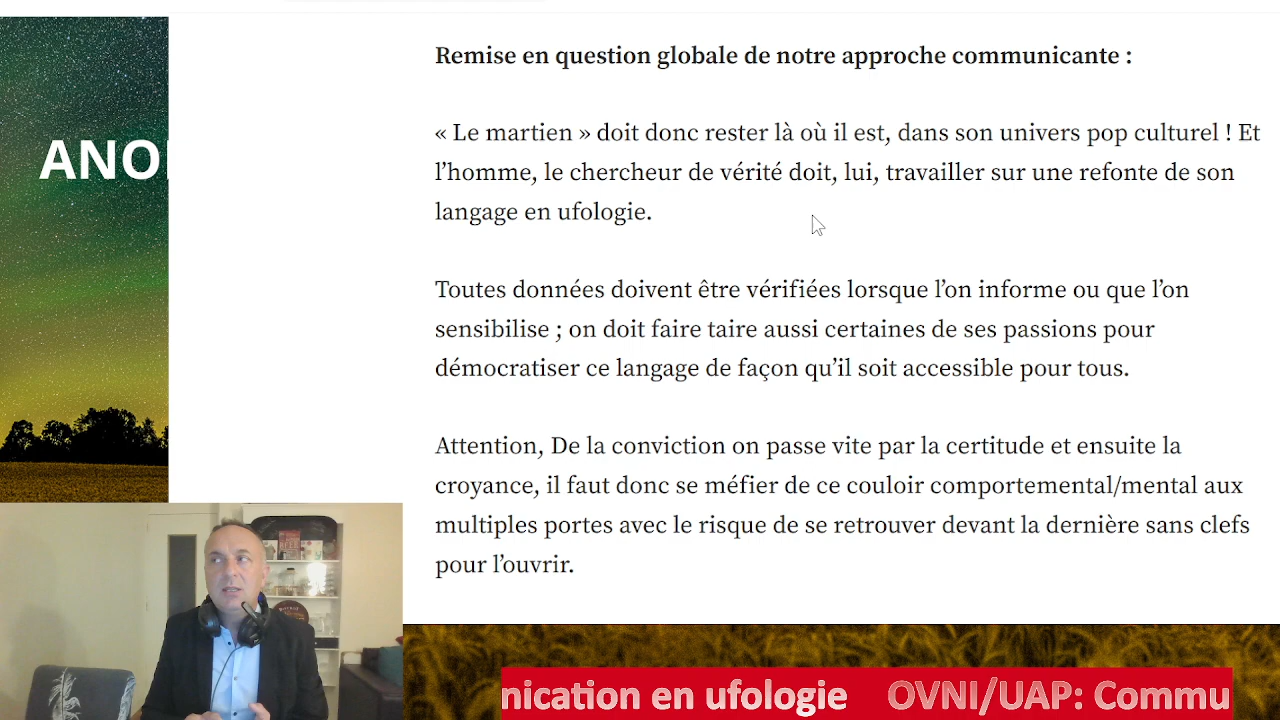 Remise en question globale de notre approche communicante :
« Le martien » doit donc rester là où il est, dans son univers pop culturel ! Et
l’homme, le chercheur de vérité doit, lui, travailler sur une refonte de son
langage en ufologie.
Toutes données doivent être vérifiées lorsque l’on informe ou que l’on
sensibilise ; on doit faire taire aussi certaines de ses passions pour
démocratiser ce langage de façon qu’il soit accessible pour tous.
Attention, De la conviction on passe vite par la certitude et ensuite la
croyance, il faut donc se méfier de ce couloir comportemental/mental aux
multiples portes avec le risque de se retrouver devant la dernière sans clefs
pour l’ouvrir.
ANO
nication en ufologie OVNI/UAP: Commu